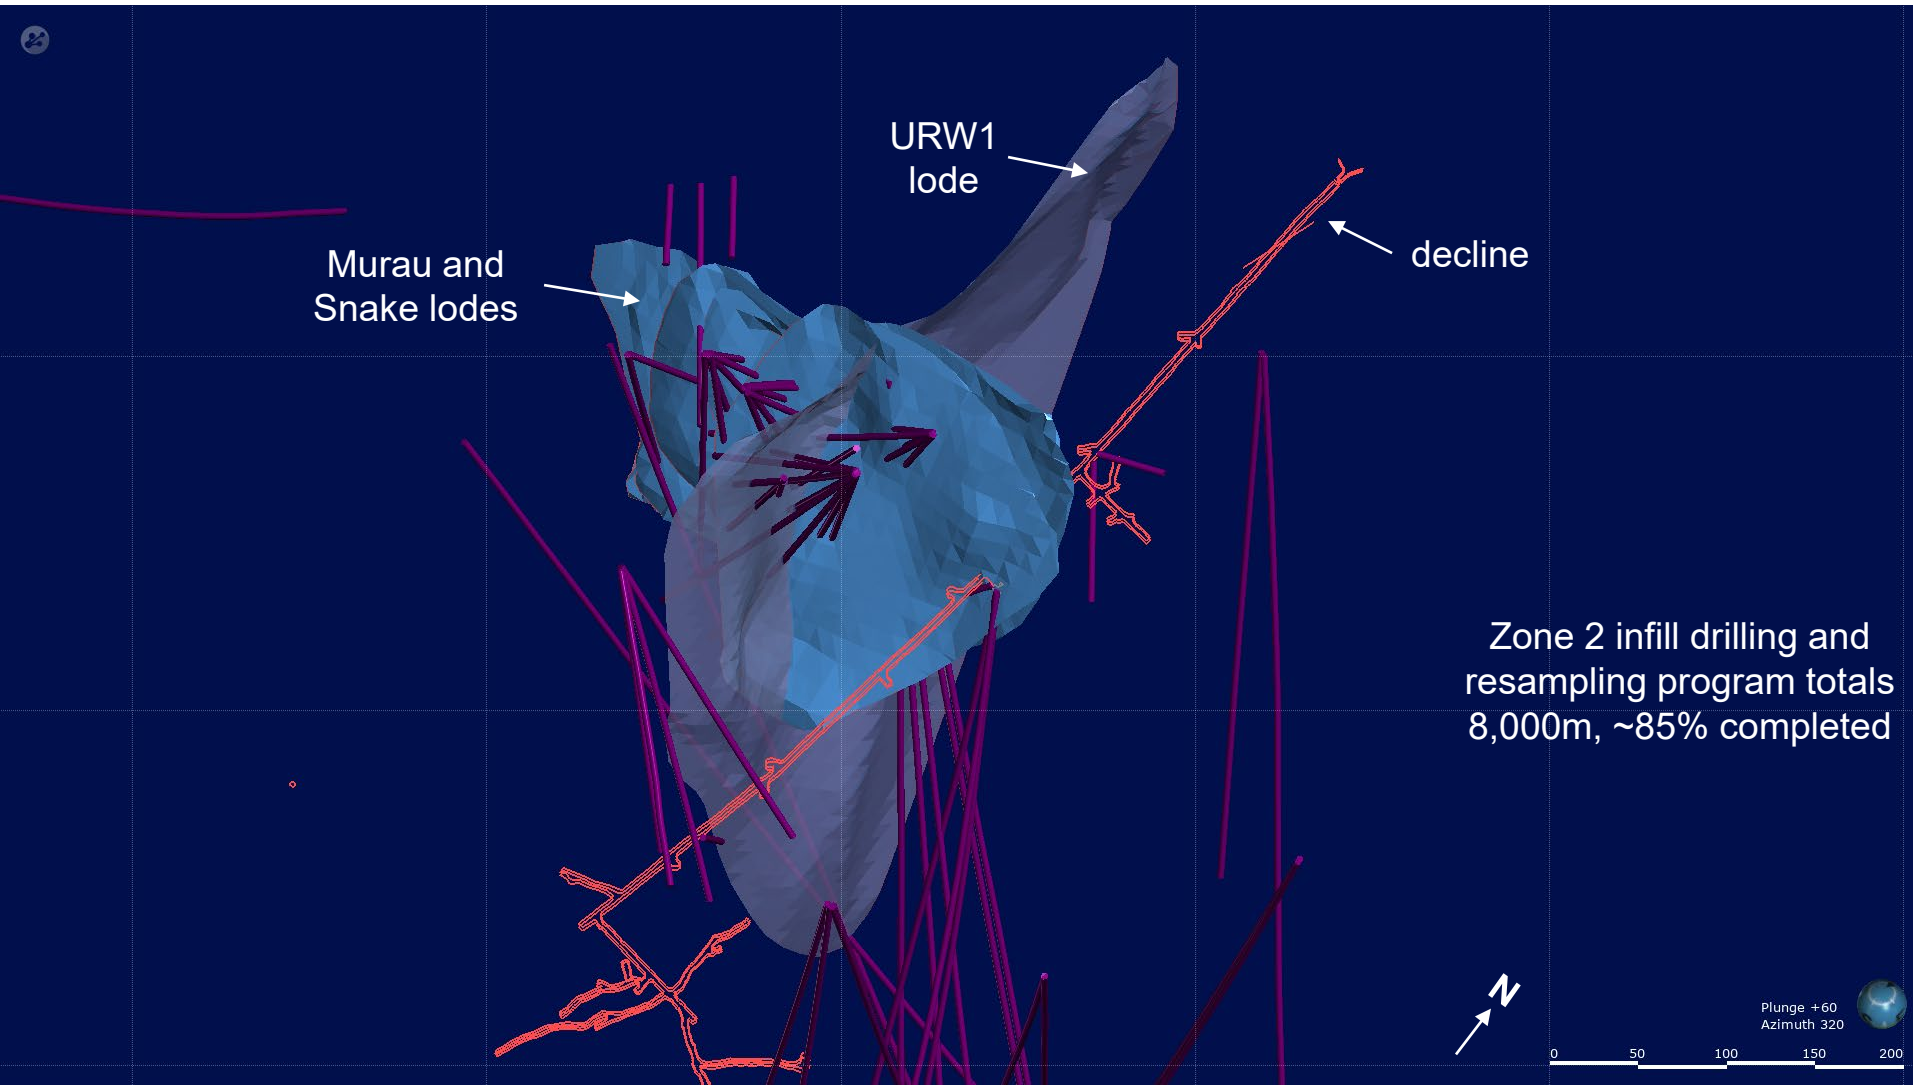 URW1
lode
Murau and
Snake lodes
decline
Zone 2 infill drilling and
resampling program totals
8,000m, ~85% completed
N
Plunge +60
Azimuth 320
0 50 100 150 200